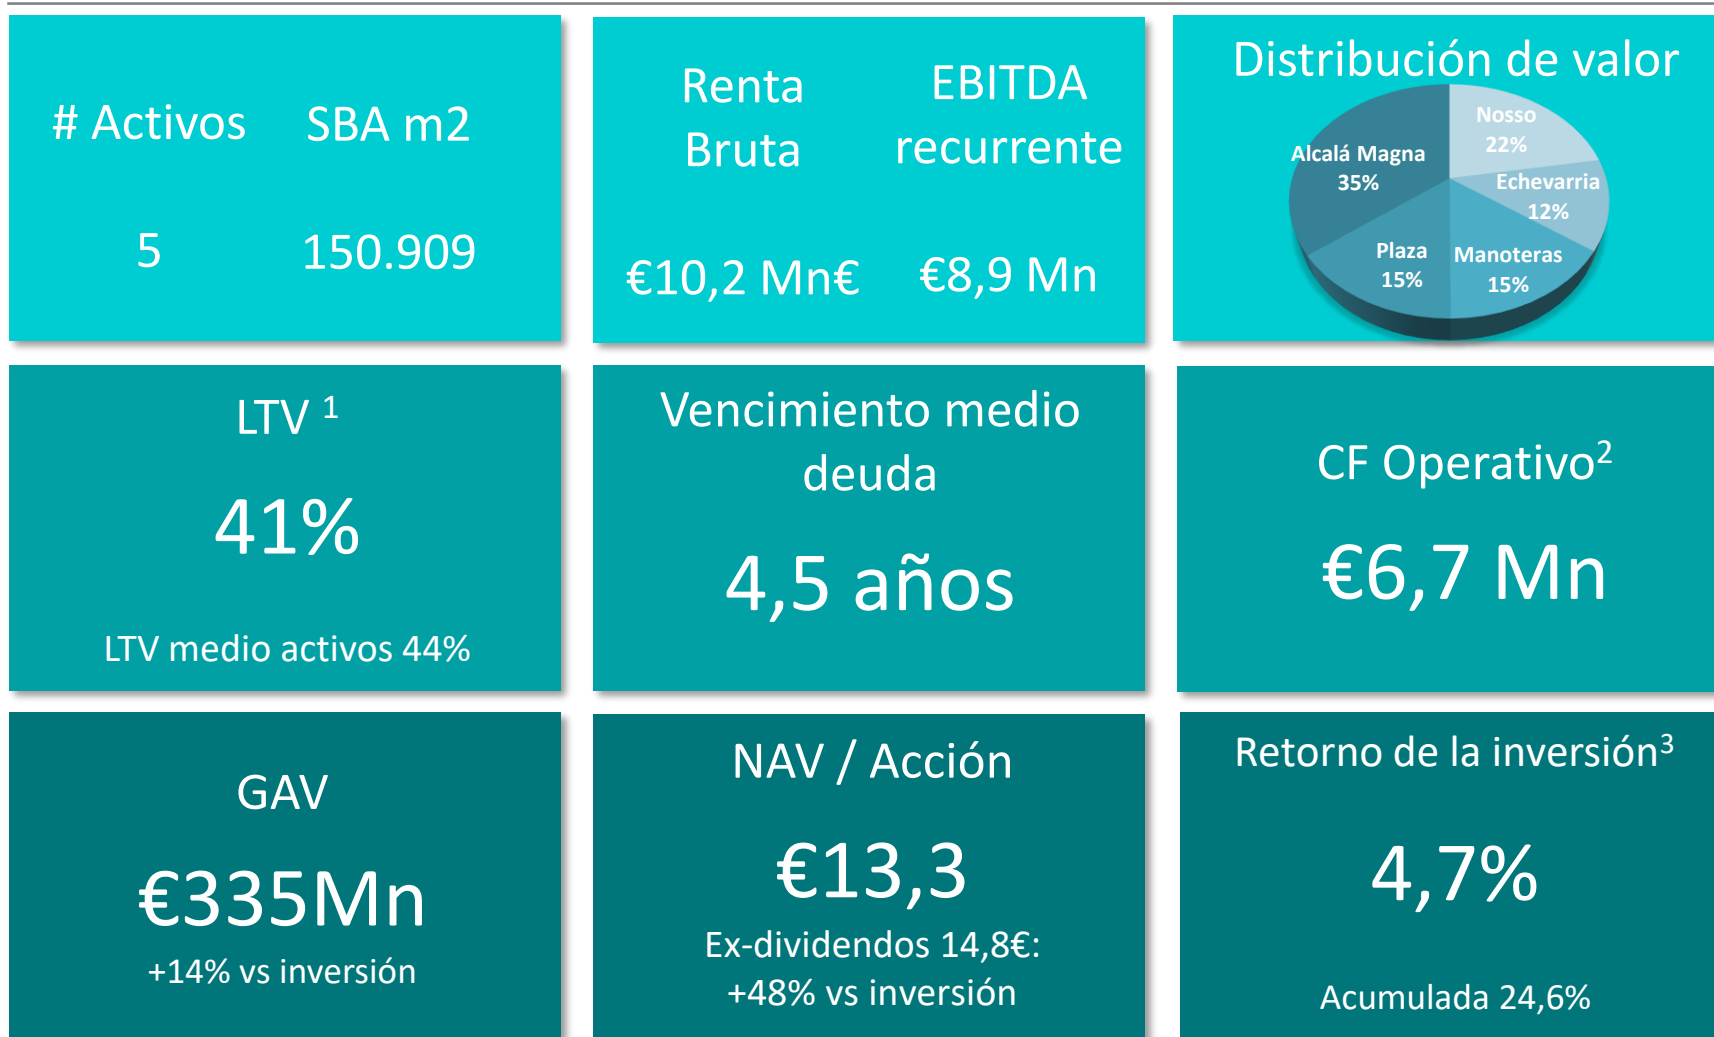 # Activos
SBA m2
5
150.909
Renta
Bruta
€10,2 Mn€
EBITDA
recurrente
€8,9 Mn
Distribución de valor
Nosso
22%
Echevarria
12%
Manoteras
15%
Plaza
15%
Alcalá Magna
35%
LTV ¹
41%
LTV medio activos 44%
Vencimiento medio
deuda
4,5 años
CF Operativo²
€6,7 Mn
GAV
€335Mn
+14% vs inversión
NAV / Acción
€13,3
Ex-dividendos 14,8€:
+48% vs inversión
Retorno de la inversión³
4,7%
Acumulada 24,6%